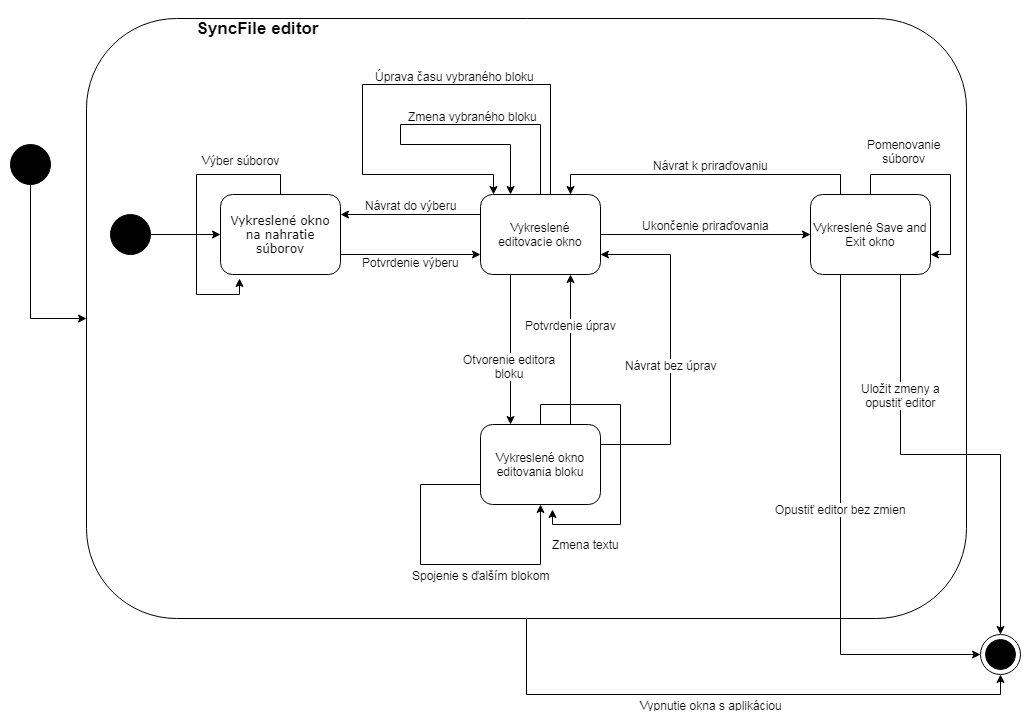 SyncFile editor
Úprava času vybraného bloku
Zmena vybraného bloku
Pomenovanie
súborov
Výber súborov
Návrat k priraďovaniu
Návrat do výberu
Vykreslené okno
na nahratie
súborov
Vykreslené
editovacie okno
Ukončenie priraďovania
Vykreslené Save and
Exit okno
Potvrdenie výberu
Potvrdenie úprav
Otvorenie editora
bloku
Návrat bez úprav
Uložiť zmeny a
opustiť editor
Vykreslené okno
editovania bloku
Opustiť editor bez zmien
Zmena textu
Spojenie s ďalším blokom
Vypnutie okna s aplikáciou